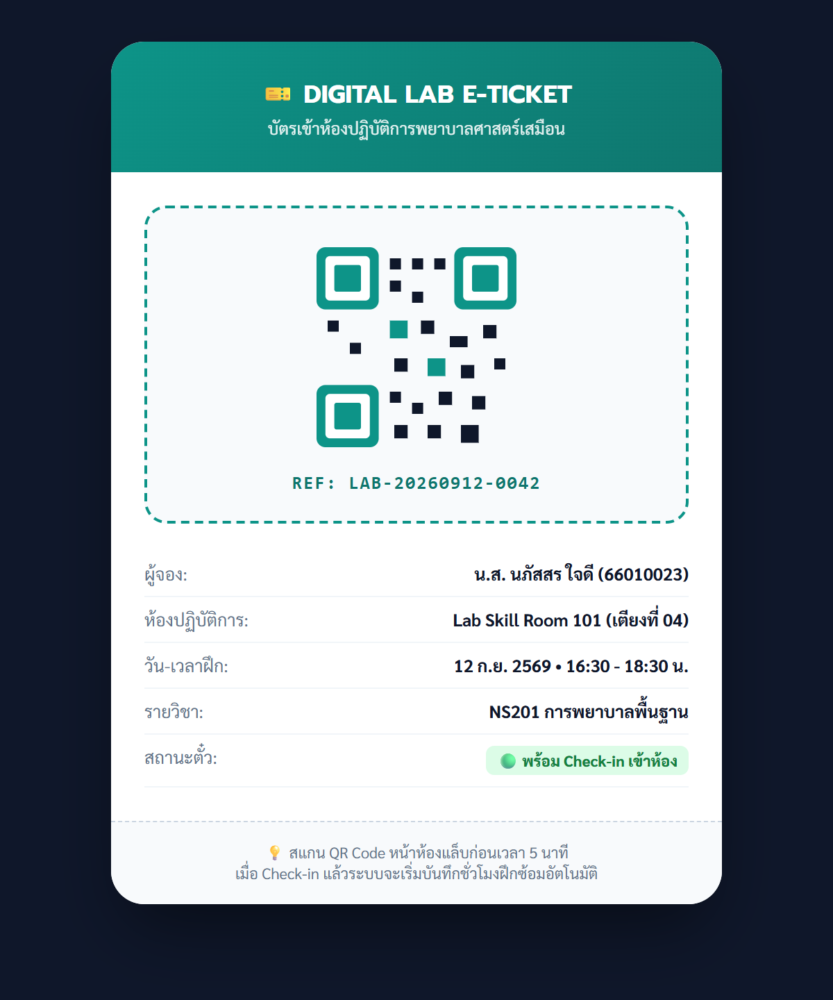 🎫 DIGITAL LAB E-TICKET
บัตรเข้าห้องปฏิบัติการพยาบาลศาสตร์เสมือน
REF: LAB-20260912-0042
ผู้จอง: น.ส. นภัสสร ใจดี (66010023)
ห้องปฏิบัติการ: Lab Skill Room 101 (เตียงที่ 04)
วัน-เวลาฝึก: 12 ก.ย. 2569 • 16:30 - 18:30 น.
รายวิชา: NS201 การพยาบาลพื้นฐาน
สถานะตั๋ว: 🟢 พร้อม Check-in เข้าห้อง
💡 สแกน QR Code หน้าห้องแล็บก่อนเวลา 5 นาที
เมื่อ Check-in แล้วระบบจะเริ่มบันทึกชั่วโมงฝึกซ้อมอัตโนมัติ